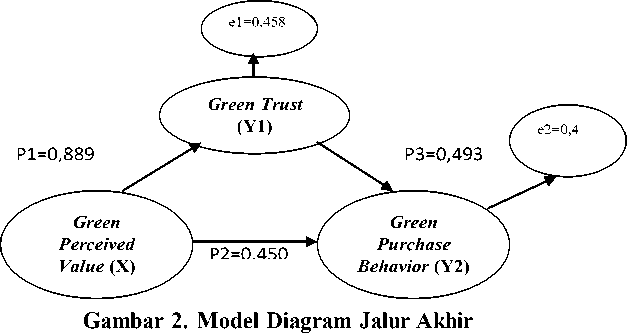 e1=0,458
Green Trust
(Y1)
P1=0,889
P3=0,493
e2=0,4
Green
Perceived
Value (X)
P2=0.450
Green
Purchase
Behavior (Y2)
Gambar 2. Model Diagram Jalur Akhir